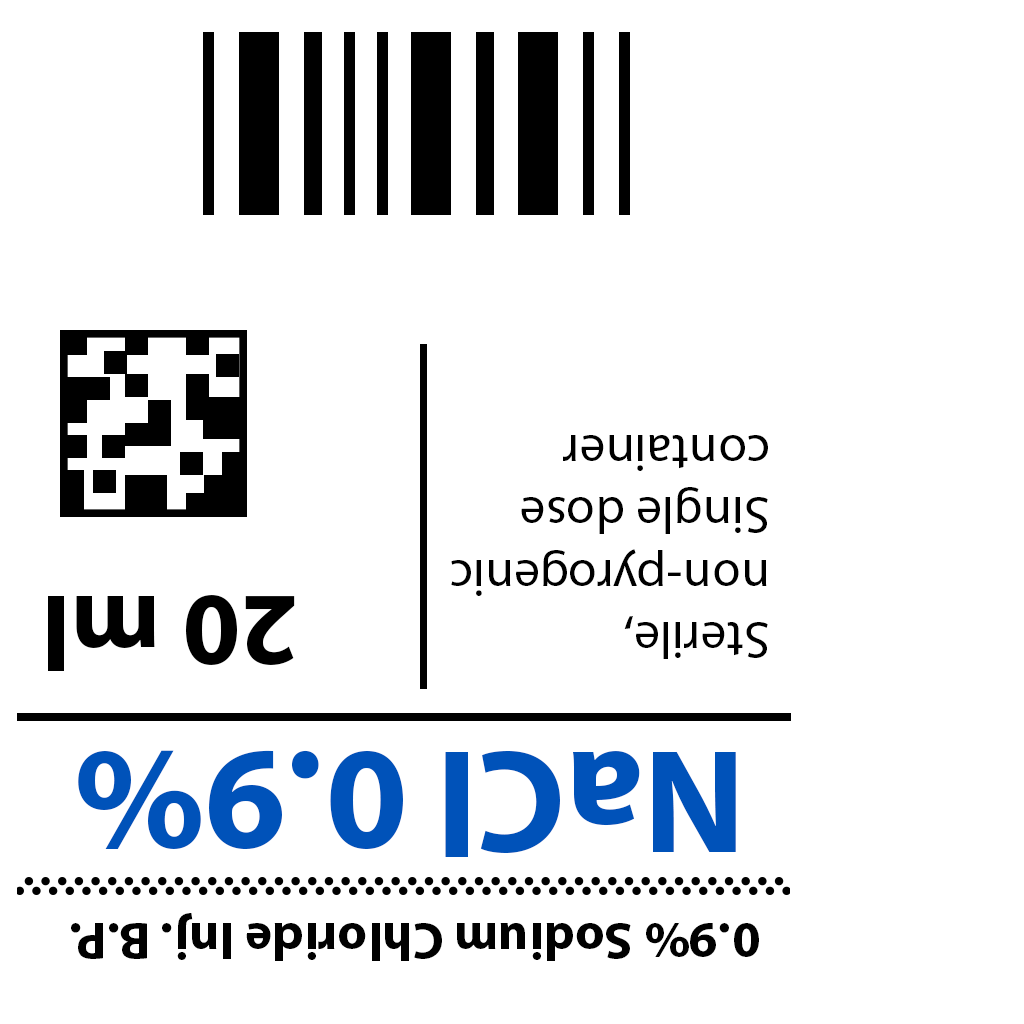 0.9% Sodium Chloride Inj. B.P.
NaCl 0.9%
Sterile,
non-pyrogenic
Single dose
container
20 ml